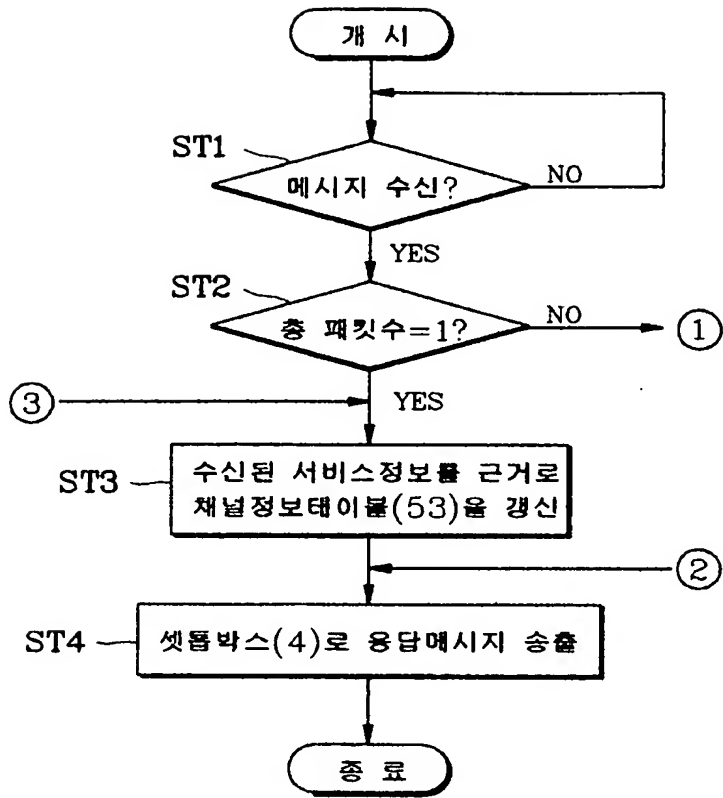 개 시
ST1
메시지 수신?
NO
YES
ST2
총 패킷수=1?
NO
①
③
YES
ST3
수신된 서비스정보를 근거로
채널정보테이블(53)을 갱신
②
ST4
셋톱박스(4)로 응답메시지 송출
종 료